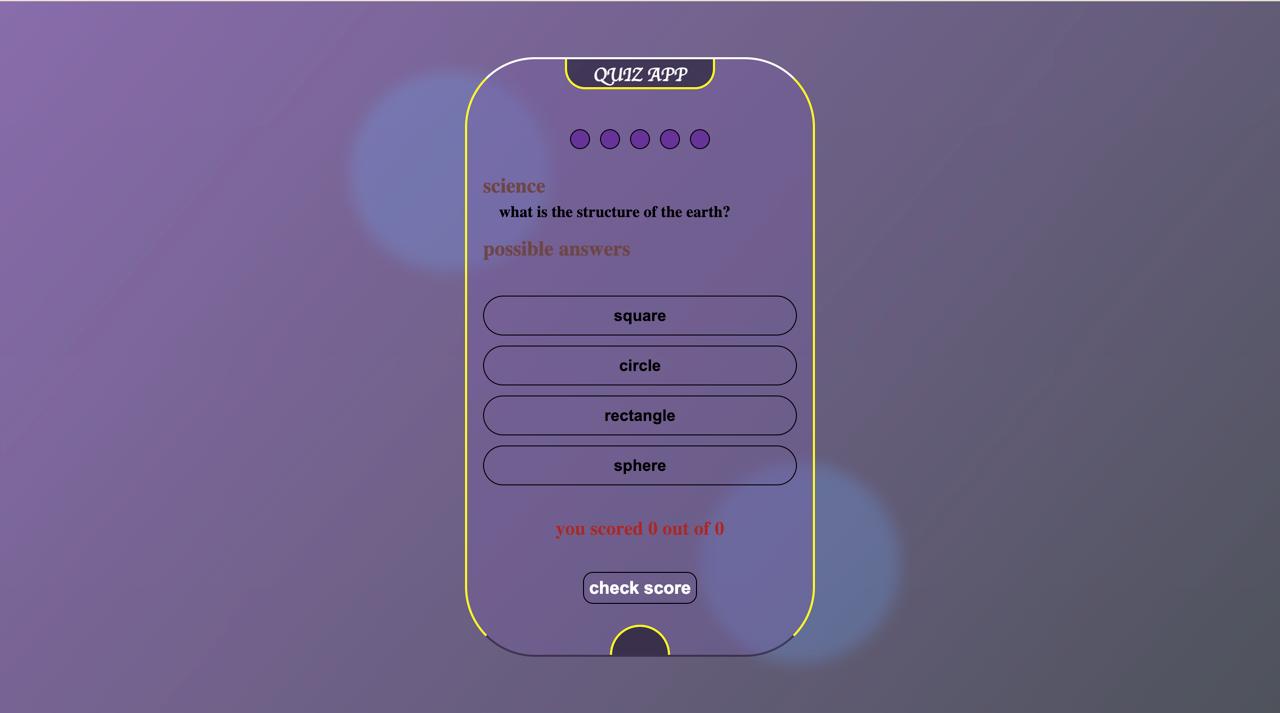 QUIZ APP
science
what is the structure of the earth?
possible answers
square
circle
rectangle
sphere
you scored 0 out of 0
check score